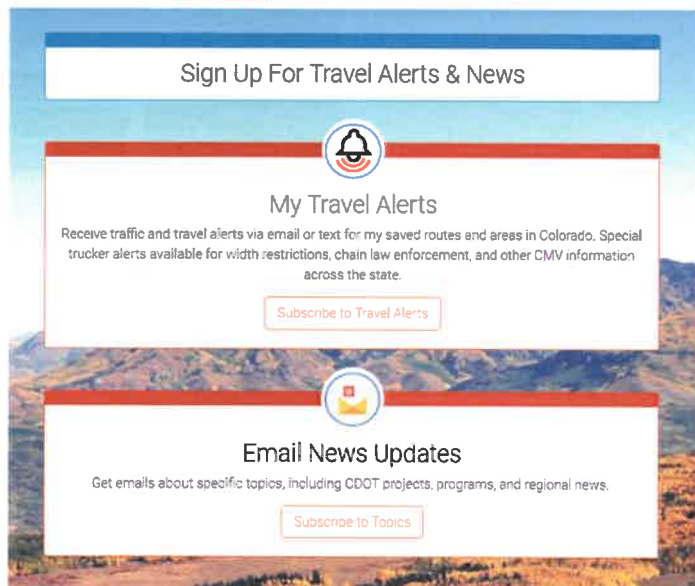 Sign Up For Travel Alerts & News
My Travel Alerts
Receive traffic and travel alerts via email or text for my saved routes and areas in Colorado. Special
trucker alerts available for width restrictions, chain law enforcement, and other CMV information
across the state.
Subscribe to Travel Alerts
Email News Updates
Get emails about specific topics, including CDOT projects, programs, and regional news.
Subscribe to Topics